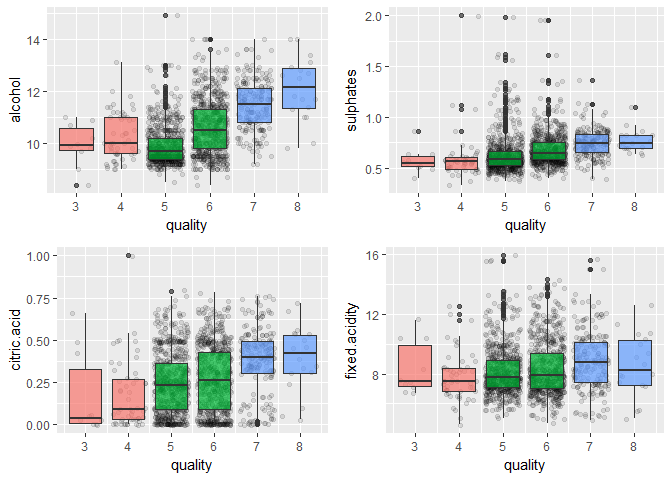 alcohol
14
12
10
3 4 5 6 7 8
quality
sulphates
2.0
1.5
1.0
0.5
3 4 5 6 7 8
quality
citric.acid
1.00
0.75
0.50
0.25
0.00
3 4 5 6 7 8
quality
fixed.acidity
16
12
8
3 4 5 6 7 8
quality